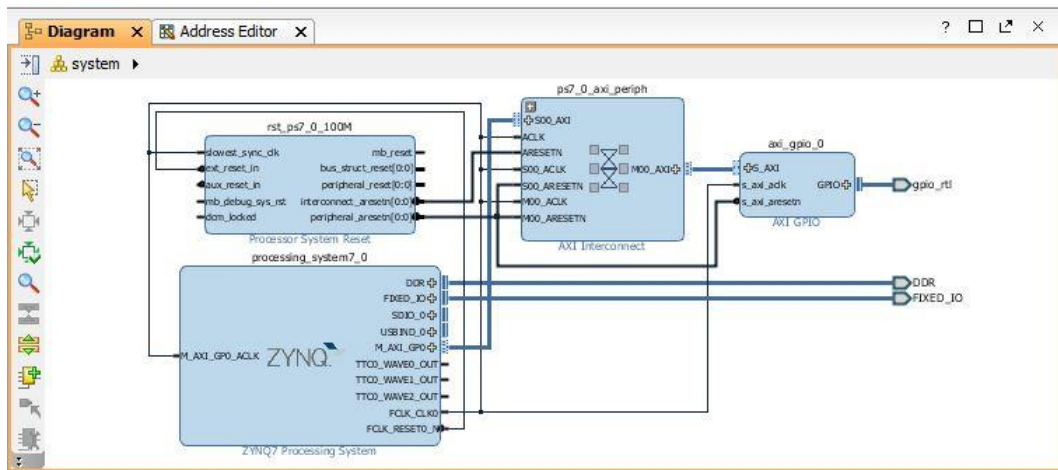 Diagram
Address Editor
system
rst_ps7_0_100M
slowest_sync_clk
ext_reset_in
aux_reset_in
mb_debug_sys_rst
dcm_locked
mb_reset
bus_struct_reset[0:0]
peripheral_reset[0:0]
interconnect_aresetn[0:0]
peripheral_aresetn[0:0]
Processor System Reset
ps7_0_axi_periph
S00_AXI
ACLK
ARESETN
S00_ACLK
S00_ARESETN
M00_ACLK
M00_ARESETN
M00_AXI
AXI Interconnect
axi_gpio_0
S_AXI
s_axi_aclk
s_axi_aresetn
GPIO
AXI GPIO
gpio_rtl
processing_system7_0
M_AXI_GP0_ACLK
ZYNQ
DDR
FIXED_IO
SDIO_0
USBIND_0
M_AXI_GP0
TTC0_WAVE0_OUT
TTC0_WAVE1_OUT
TTC0_WAVE2_OUT
FCLK_CLK0
FCLK_RESET0_N
ZYNQ7 Processing System
DDR
FIXED_IO